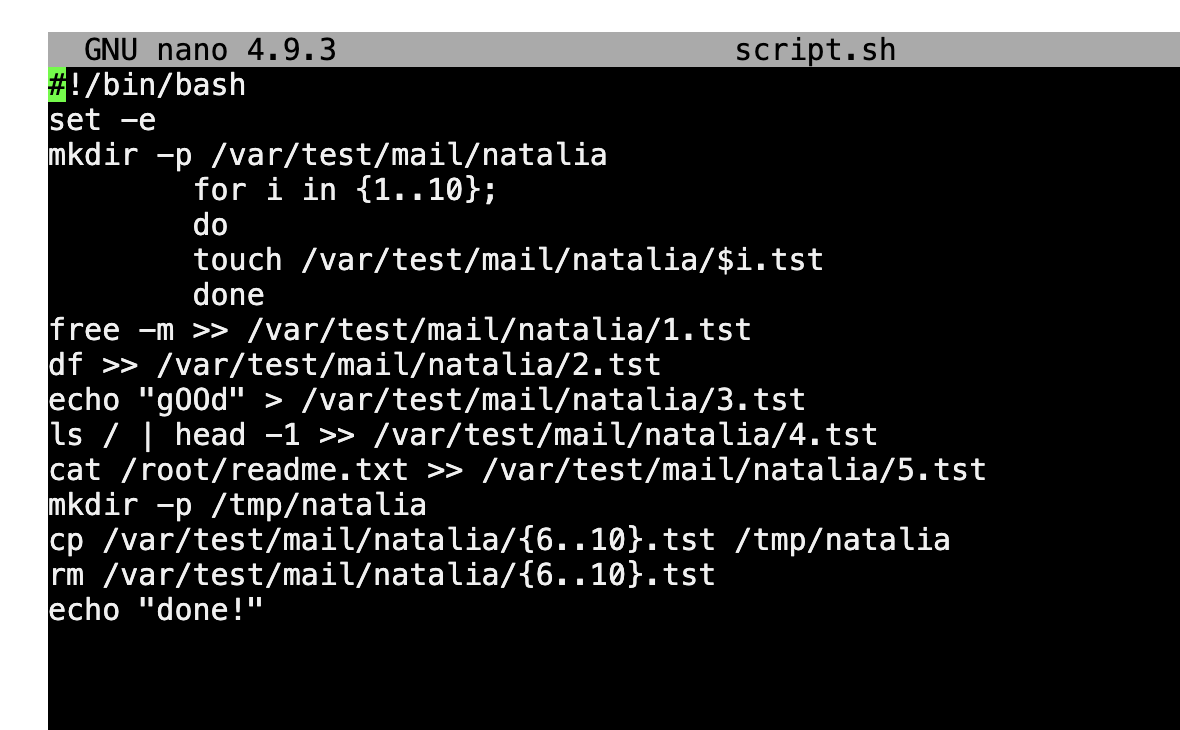 GNU nano 4.9.3 script.sh
#!/bin/bash
set -e
mkdir -p /var/test/mail/natalia
for i in {1..10};
do
touch /var/test/mail/natalia/$i.tst
done
free -m >> /var/test/mail/natalia/1.tst
df >> /var/test/mail/natalia/2.tst
echo "gOOd" > /var/test/mail/natalia/3.tst
ls / | head -1 >> /var/test/mail/natalia/4.tst
cat /root/readme.txt >> /var/test/mail/natalia/5.tst
mkdir -p /tmp/natalia
cp /var/test/mail/natalia/{6..10}.tst /tmp/natalia
rm /var/test/mail/natalia/{6..10}.tst
echo "done!"